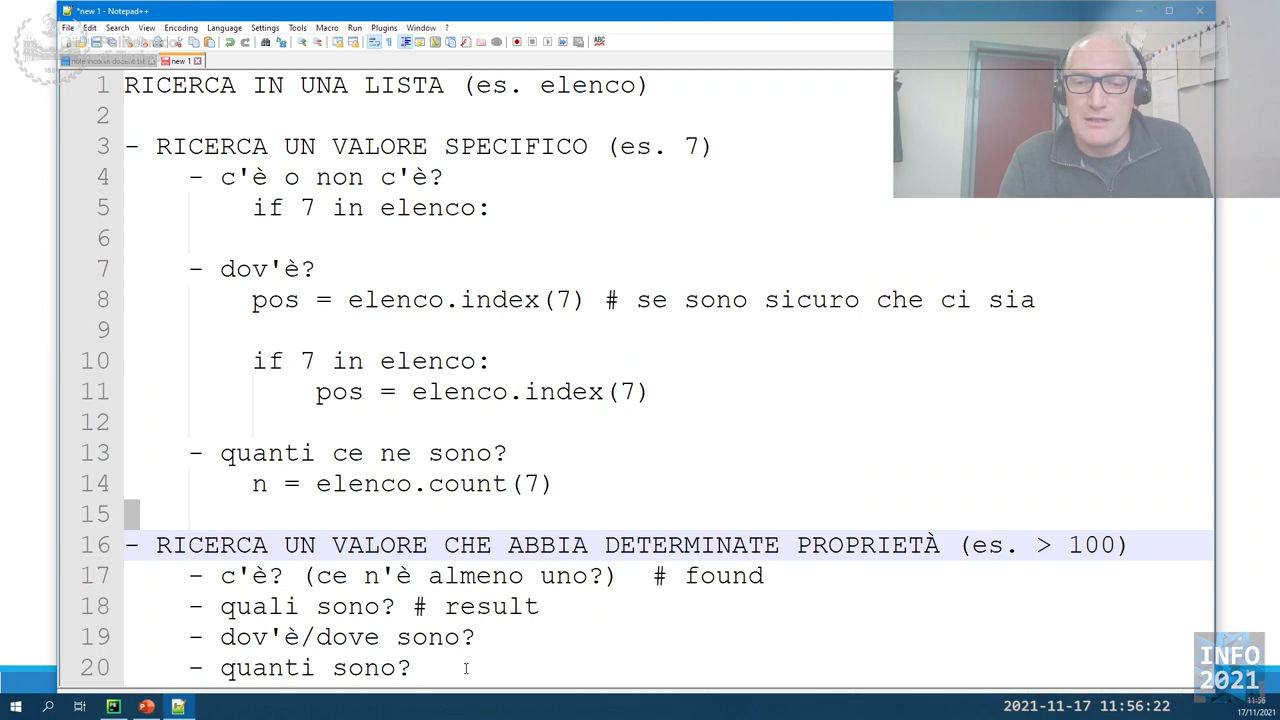 *new 1 - Notepad++
File Edit Search View Encoding Language Settings Tools Macro Run Plugins Window ?
new 1
1 RICERCA IN UNA LISTA (es. elenco)
2
3 - RICERCA UN VALORE SPECIFICO (es. 7)
4 - c'è o non c'è?
5 if 7 in elenco:
6
7 - dov'è?
8 pos = elenco.index(7) # se sono sicuro che ci sia
9
10 if 7 in elenco:
11 pos = elenco.index(7)
12
13 - quanti ce ne sono?
14 n = elenco.count(7)
15
16 - RICERCA UN VALORE CHE ABBIA DETERMINATE PROPRIETÀ (es. > 100)
17 - c'è? (ce n'è almeno uno?) # found
18 - quali sono? # result
19 - dov'è/dove sono?
20 - quanti sono?
INFO
2021
2021-11-17 11:56:22
11:56
17/11/2021